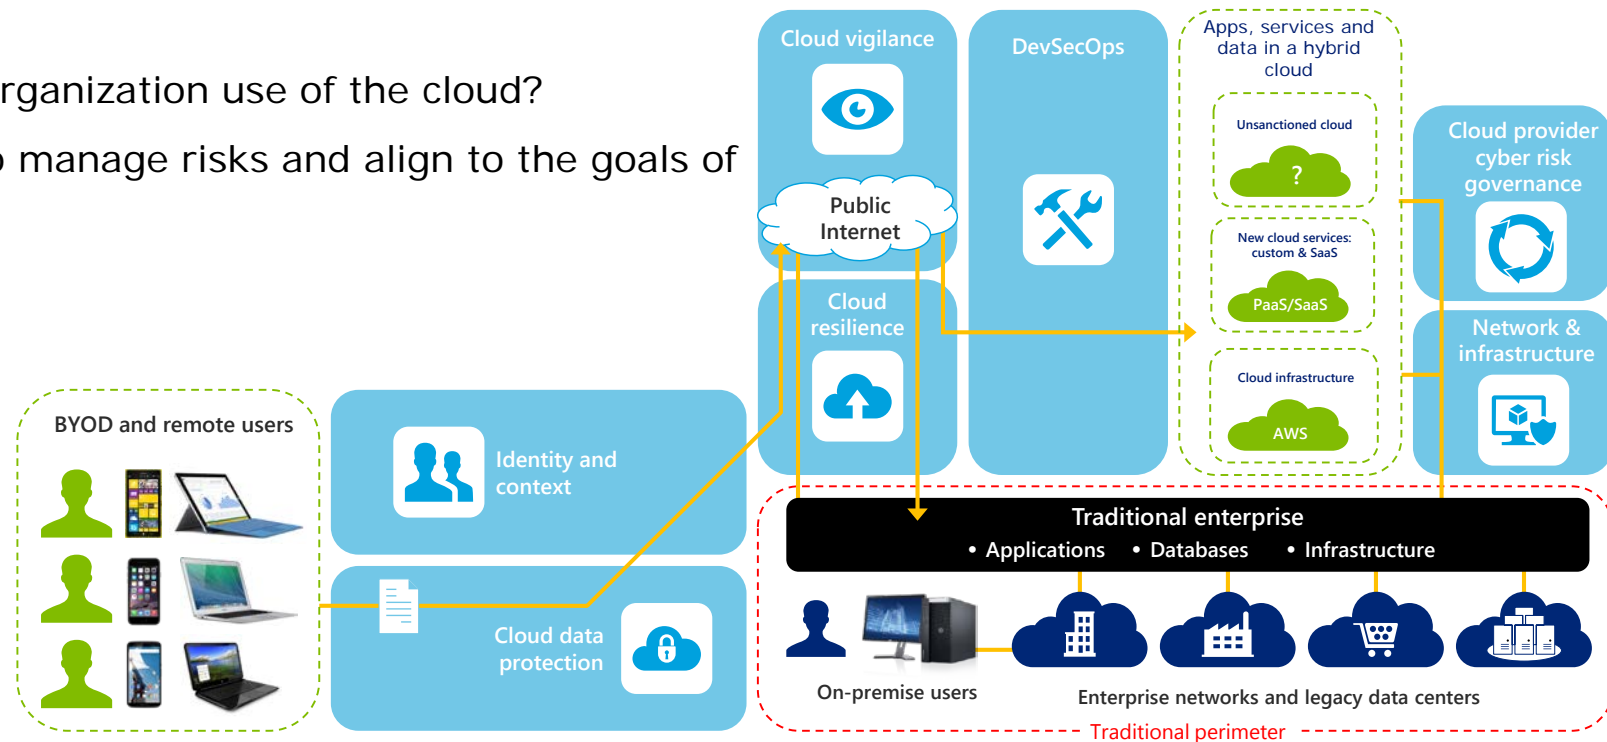 rganization use of the cloud?
manage risks and align to the goals of
Cloud vigilance
Public
Internet
Cloud
resilience
DevSecOps
Apps, services and
data in a hybrid
cloud
Unsanctioned cloud
?
New cloud services:
custom & SaaS
PaaS/SaaS
Cloud infrastructure
AWS
Cloud provider
cyber risk
governance
Network &
infrastructure
BYOD and remote users
Identity and
context
Cloud data
protection
Traditional enterprise
• Applications • Databases • Infrastructure
On-premise users
Enterprise networks and legacy data centers
Traditional perimeter